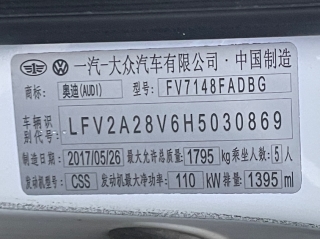 一汽-大众汽车有限公司·中国制造
商标: 奥迪(AUDI) 型号: FV7148FADBG
车辆识别代号: LFV2A28V6H5030869
制造日期 2017/05/26 最大允许总质量 1795 kg 乘坐人数 5 人
发动机型号 CSS 发动机最大净功率 110 kW 排量: 1395 ml